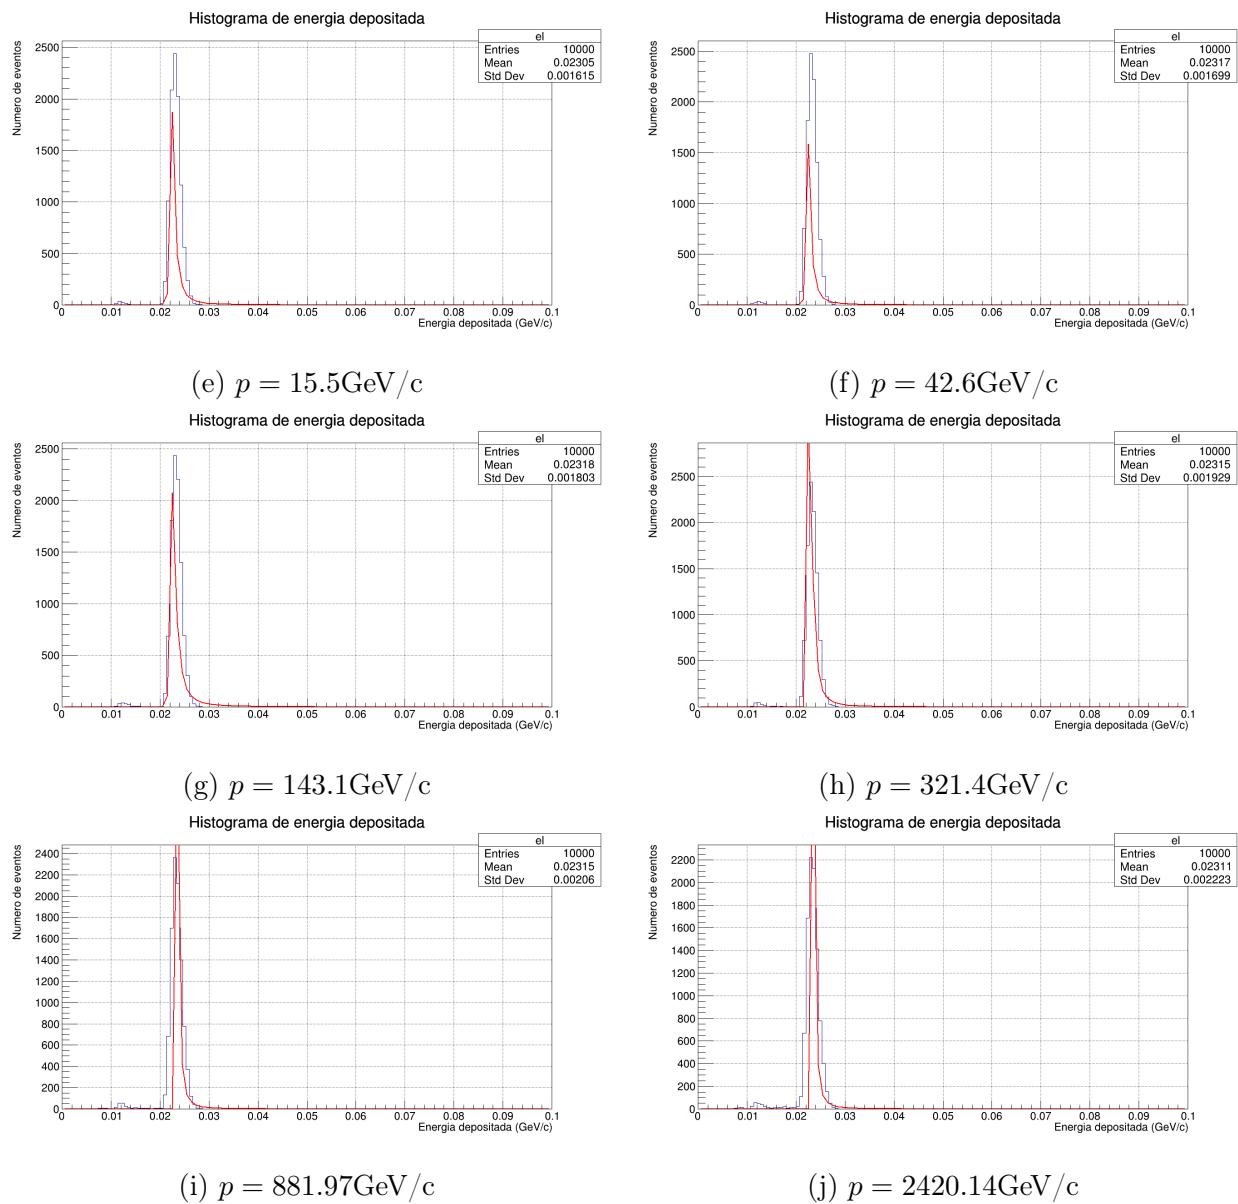 Histograma de energia depositada
Numero de eventos
el
Entries 10000
Mean 0.02305
Std Dev 0.001615
2500
2000
1500
1000
500
0
0 0.01 0.02 0.03 0.04 0.05 0.06 0.07 0.08 0.09 0.1
Energia depositada (GeV/c)
(e) p = 15.5GeV/c
Histograma de energia depositada
Numero de eventos
el
Entries 10000
Mean 0.02317
Std Dev 0.001699
2500
2000
1500
1000
500
0
0 0.01 0.02 0.03 0.04 0.05 0.06 0.07 0.08 0.09 0.1
Energia depositada (GeV/c)
(f) p = 42.6GeV/c
Histograma de energia depositada
Numero de eventos
el
Entries 10000
Mean 0.02318
Std Dev 0.001803
2500
2000
1500
1000
500
0
0 0.01 0.02 0.03 0.04 0.05 0.06 0.07 0.08 0.09 0.1
Energia depositada (GeV/c)
(g) p = 143.1GeV/c
Histograma de energia depositada
Numero de eventos
el
Entries 10000
Mean 0.02315
Std Dev 0.001929
2500
2000
1500
1000
500
0
0 0.01 0.02 0.03 0.04 0.05 0.06 0.07 0.08 0.09 0.1
Energia depositada (GeV/c)
(h) p = 321.4GeV/c
Histograma de energia depositada
Numero de eventos
el
Entries 10000
Mean 0.02315
Std Dev 0.00206
2400
2200
2000
1800
1600
1400
1200
1000
800
600
400
200
0
0 0.01 0.02 0.03 0.04 0.05 0.06 0.07 0.08 0.09 0.1
Energia depositada (GeV/c)
(i) p = 881.97GeV/c
Histograma de energia depositada
Numero de eventos
el
Entries 10000
Mean 0.02311
Std Dev 0.002223
2200
2000
1800
1600
1400
1200
1000
800
600
400
200
0
0 0.01 0.02 0.03 0.04 0.05 0.06 0.07 0.08 0.09 0.1
Energia depositada (GeV/c)
(j) p = 2420.14GeV/c